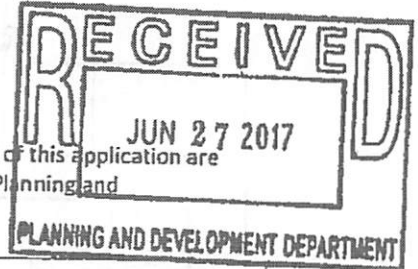 RECEIVED
JUN 27 2017
of this application are
Planning and
PLANNING AND DEVELOPMENT DEPARTMENT